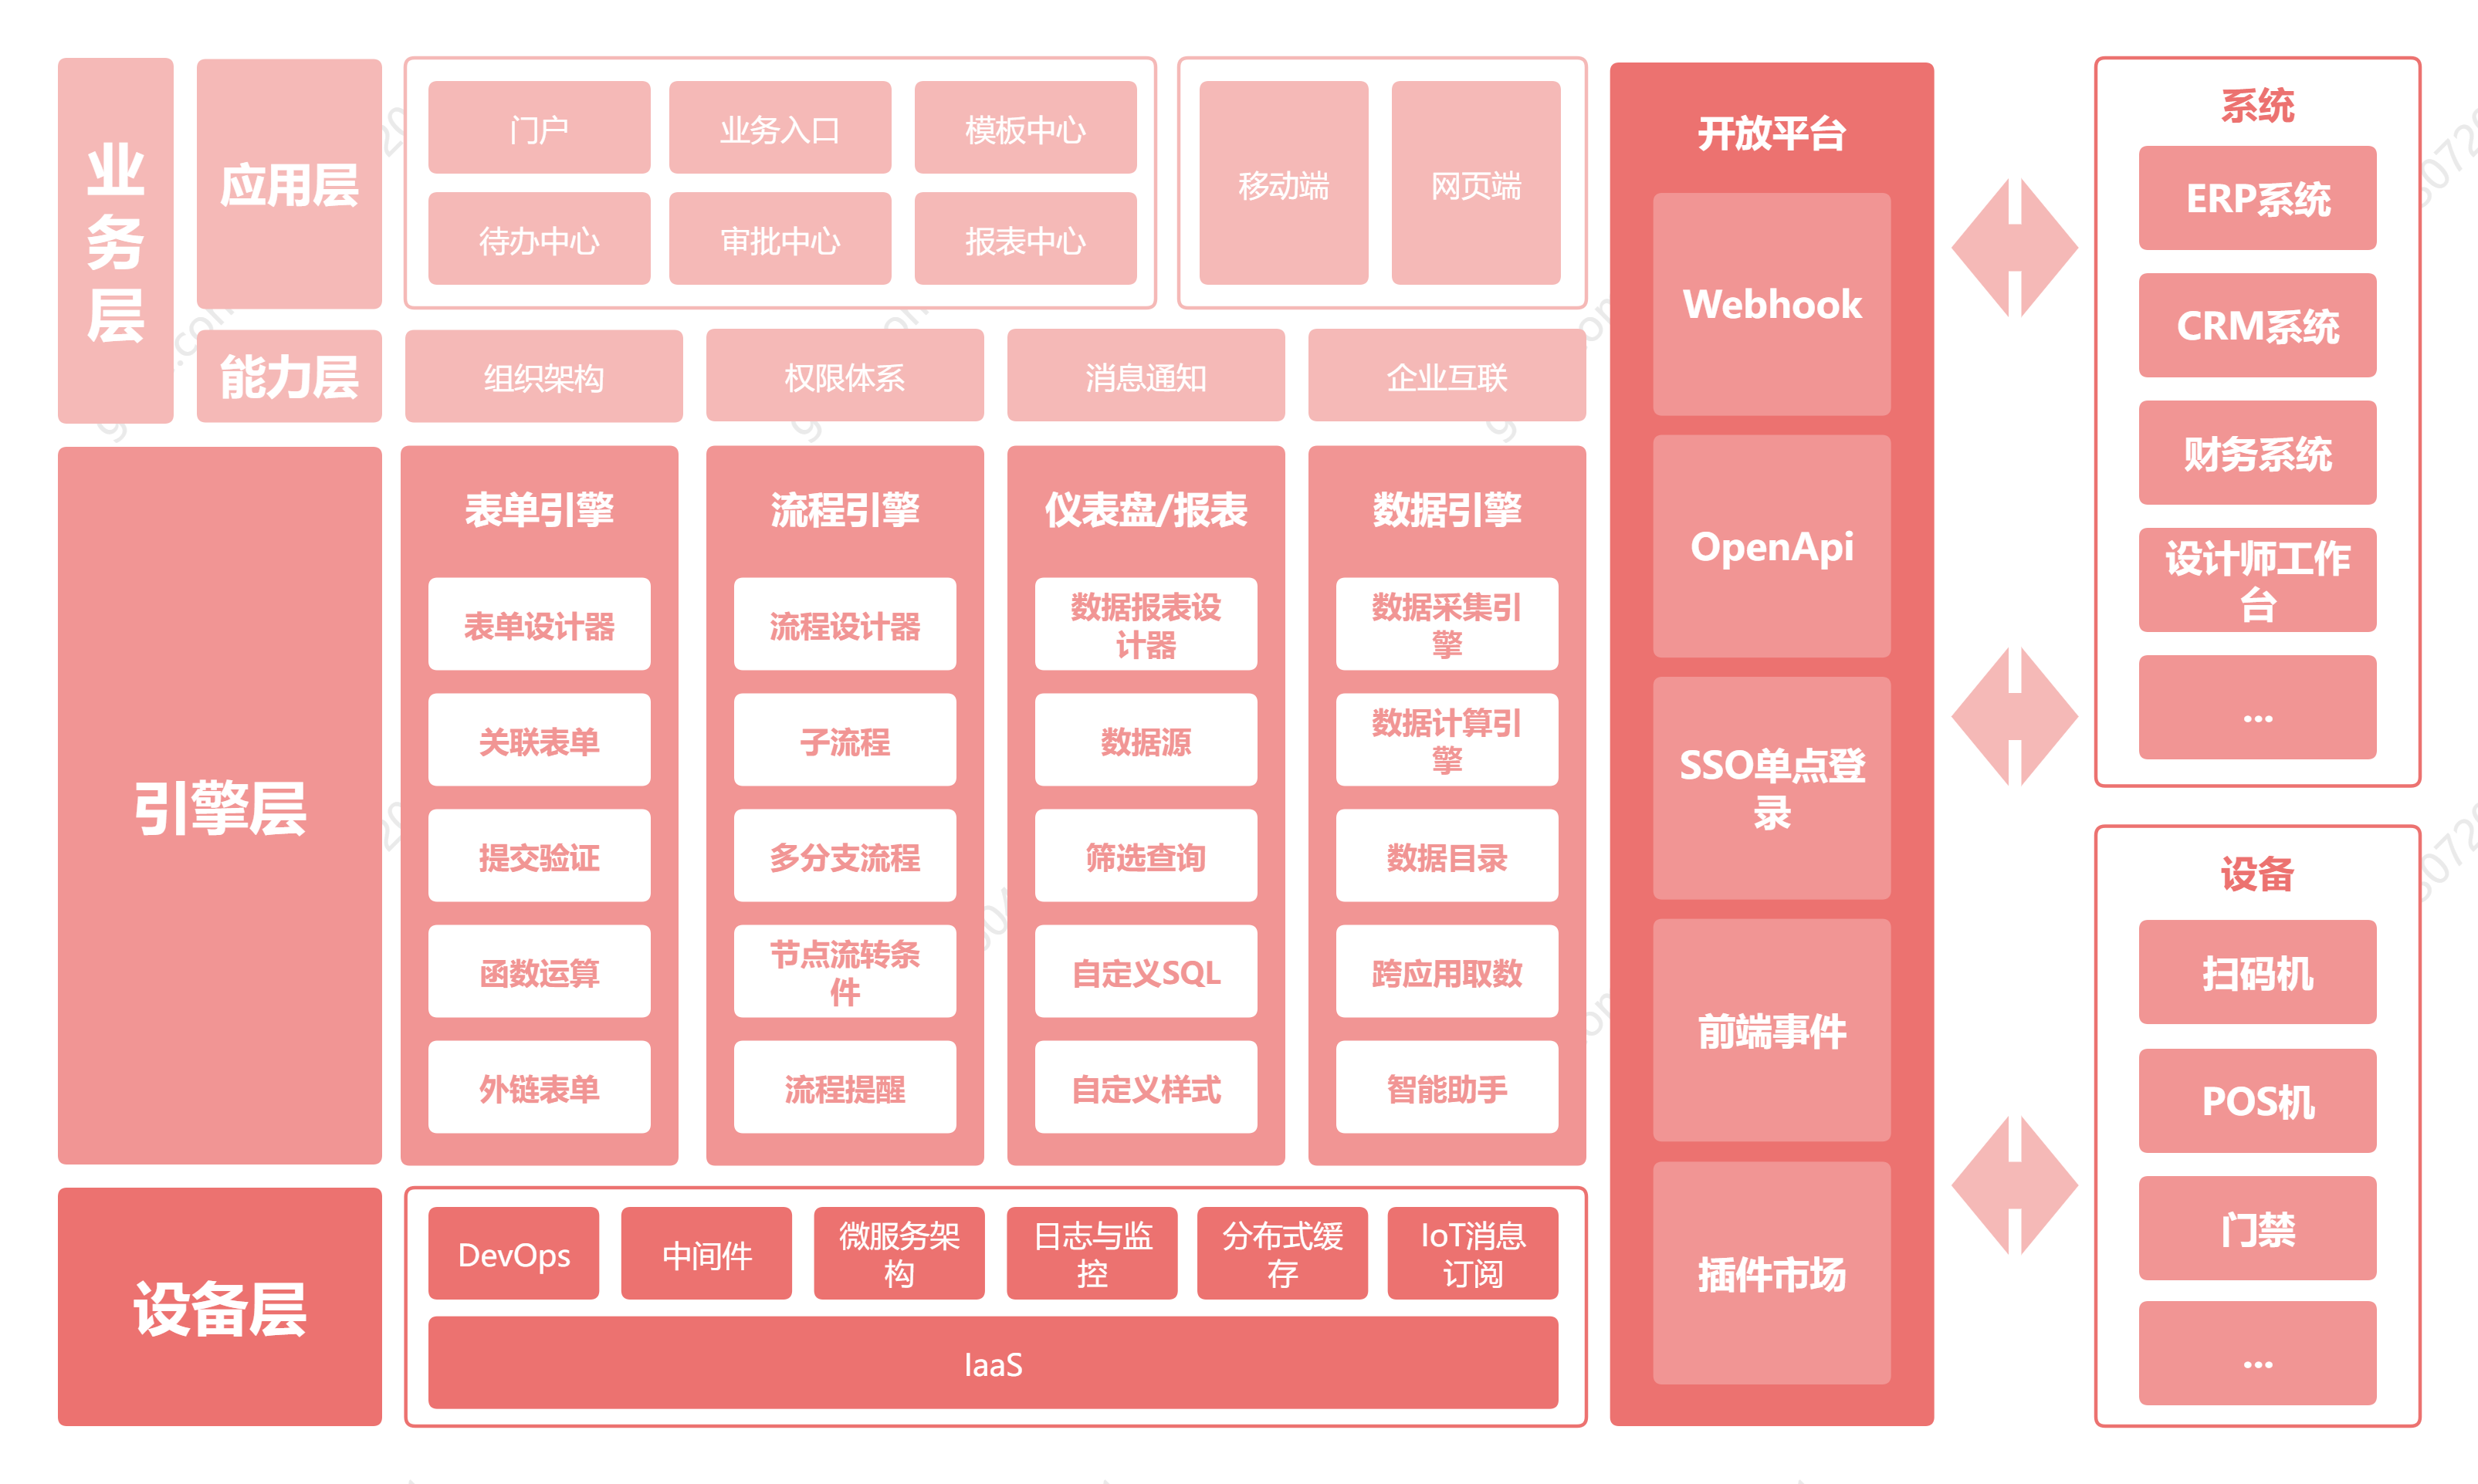 业
务
层
应用层
门户
业务入口
模板中心
待办中心
审批中心
报表中心
移动端
网页端
能力层
组织架构
权限体系
消息通知
企业互联
引擎层
表单引擎
表单设计器
关联表单
提交验证
函数运算
外链表单
流程引擎
流程设计器
子流程
多分支流程
节点流转条
件
流程提醒
仪表盘/报表
数据报表设
计器
数据源
筛选查询
自定义SQL
自定义样式
数据引擎
数据采集引
擎
数据计算引
擎
数据目录
跨应用取数
智能助手
设备层
DevOps
中间件
微服务架
构
日志与监
控
分布式缓
存
IoT消息
订阅
IaaS
开放平台
Webhook
OpenApi
SSO单点登
录
前端事件
插件市场
系统
ERP系统
CRM系统
财务系统
设计师工作
台
...
设备
扫码机
POS机
门禁
...